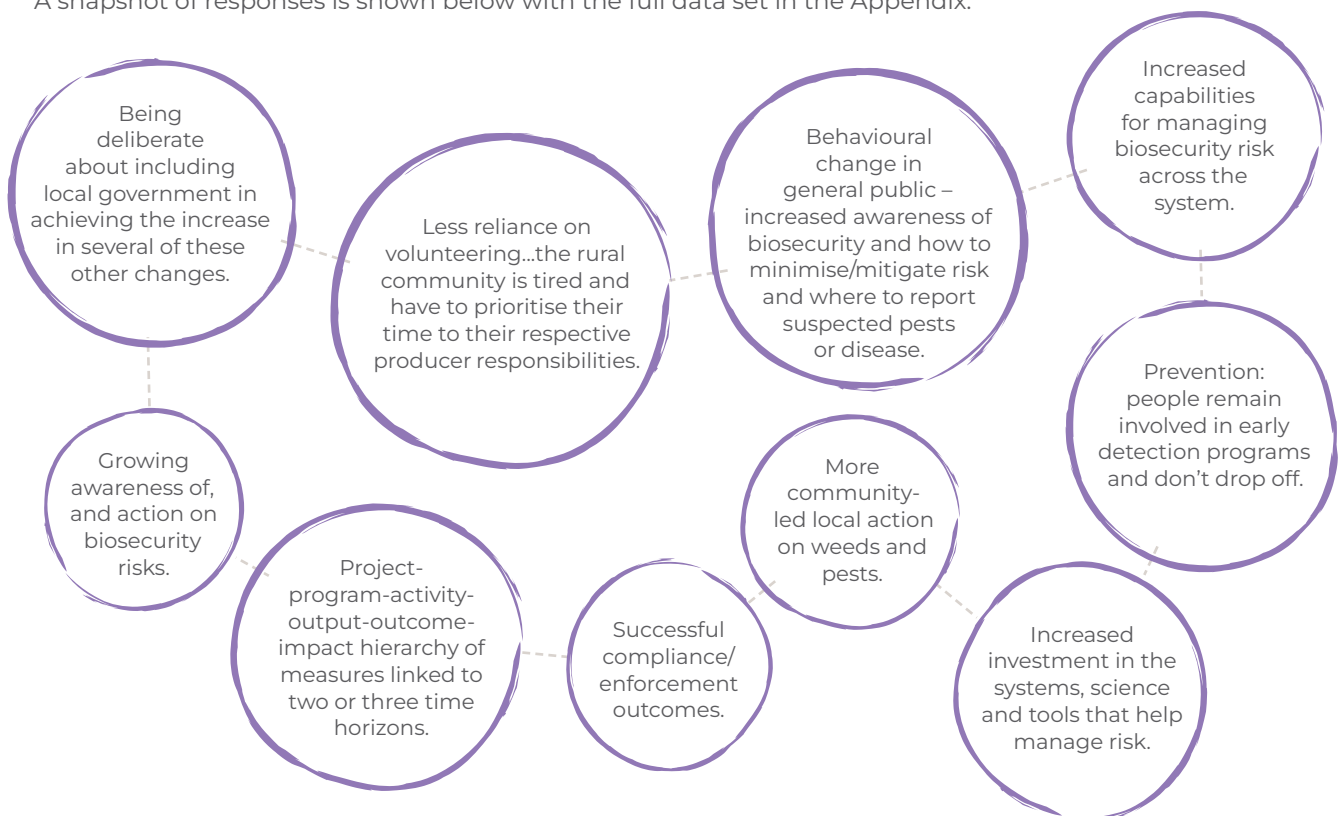 A snapshot of responses is shown below with the full data set in the Appendix.
Being
deliberate
about including
local government in
achieving the increase
in several of these
other changes.
Less reliance on
volunteering...the rural
community is tired and
have to prioritise their
time to their respective
producer responsibilities.
Behavioural
change in
general public –
increased awareness of
biosecurity and how to
minimise/mitigate risk
and where to report
suspected pests
or disease.
Increased
capabilities
for managing
biosecurity risk
across the
system.
Growing
awareness of,
and action on
biosecurity
risks.
Project-
program-activity-
output-outcome-
impact hierarchy of
measures linked to
two or three time
horizons.
Successful
compliance/
enforcement
outcomes.
More
community-
led local action
on weeds and
pests.
Prevention:
people remain
involved in early
detection programs
and don’t drop off.
Increased
investment in the
systems, science
and tools that help
manage risk.